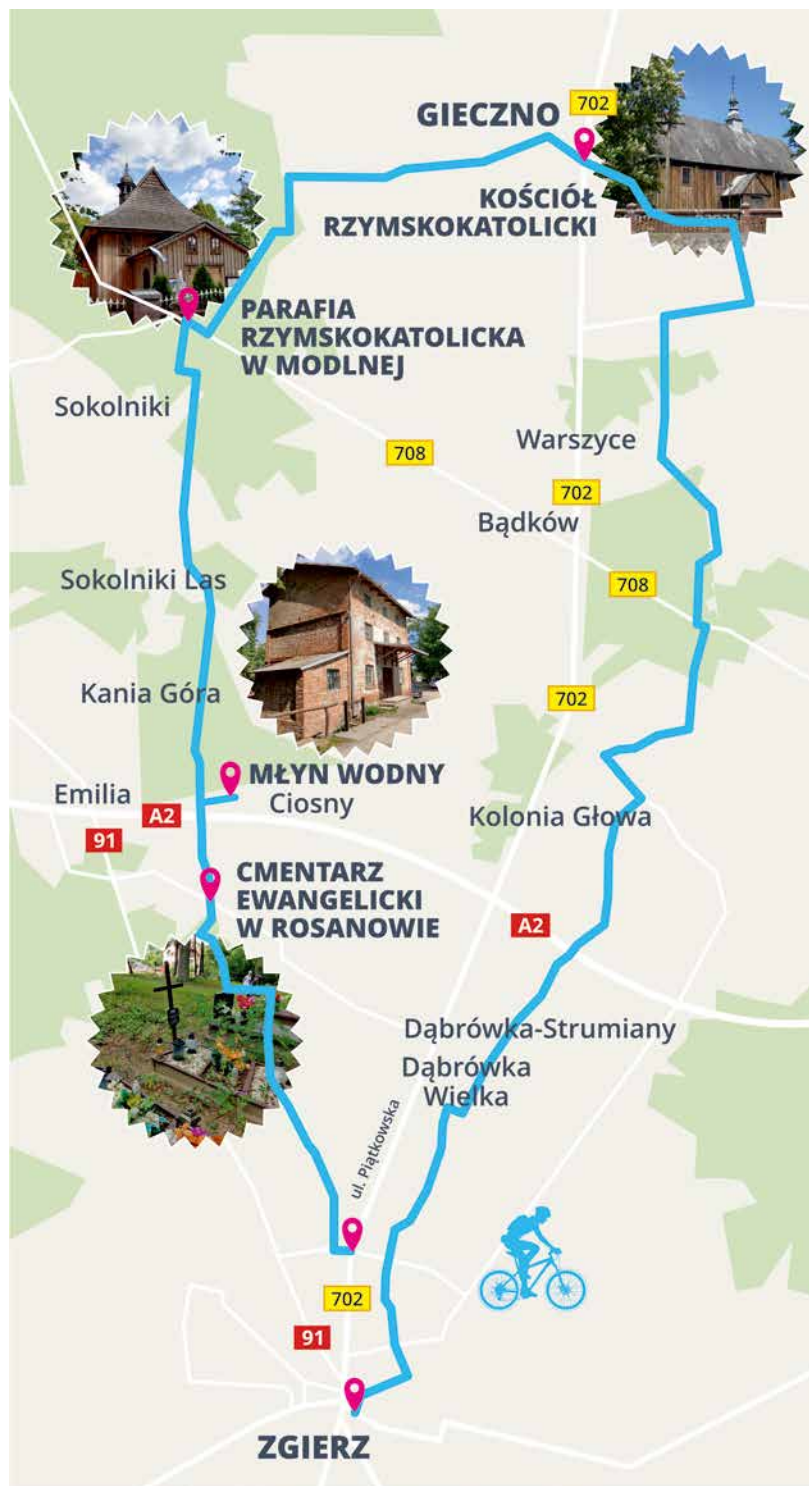 702
GIECZNO
KOŚCIÓŁ
RZYMSKOKATOLICKI
PARAFIA
RZYMSKOKATOLICKA
W MODLNEJ
Sokolniki
708
Warszyce
702
Bądków
Sokolniki Las
708
Kania Góra
702
MŁYN WODNY
Ciosny
Emilia
A2
91
Kolonia Głowa
CMENTARZ
EWANGELICKI
W ROSANOWIE
A2
Dąbrówka-Strumiany
Dąbrówka
Wielka
ul. Piątkowska
702
91
ZGIERZ